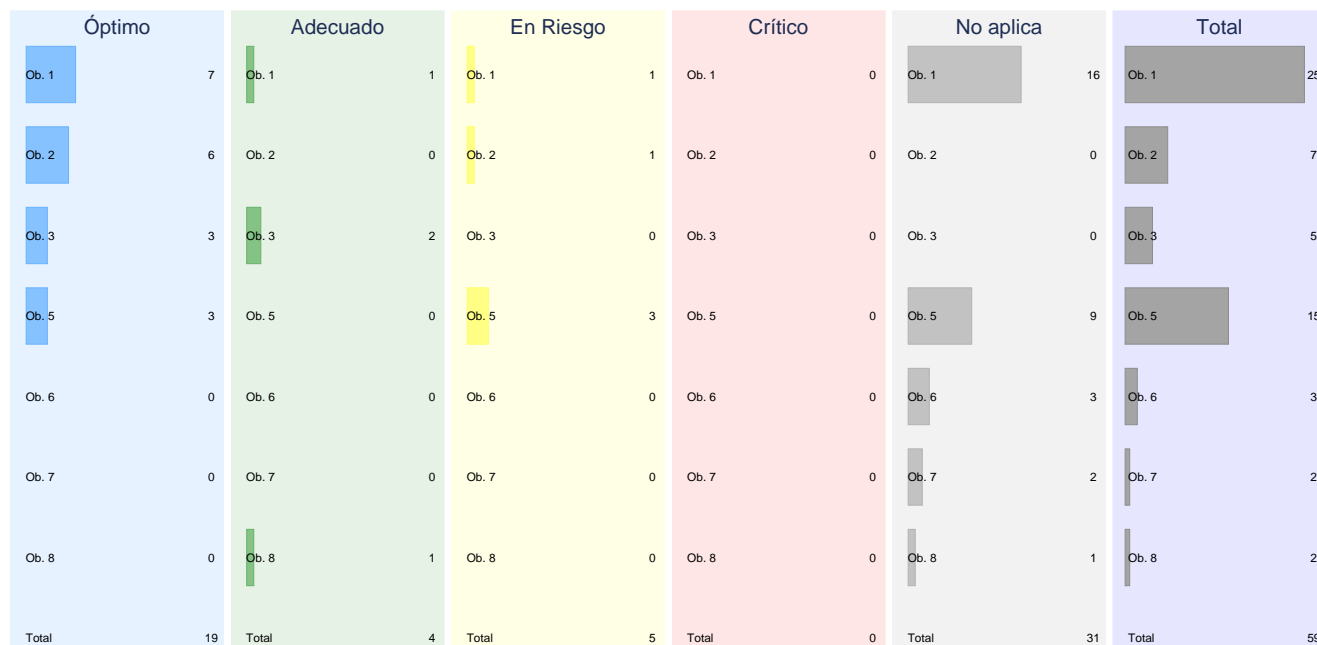 Óptimo Adecuado En Riesgo Crítico No aplica Total
Ob. 1 7 Ob. 1 1 Ob. 1 1 Ob. 1 0 Ob. 1 16 Ob. 1 25
Ob. 2 6 Ob. 2 0 Ob. 2 1 Ob. 2 0 Ob. 2 0 Ob. 2 7
Ob. 3 3 Ob. 3 2 Ob. 3 0 Ob. 3 0 Ob. 3 0 Ob. 3 5
Ob. 5 3 Ob. 5 0 Ob. 5 3 Ob. 5 0 Ob. 5 9 Ob. 5 15
Ob. 6 0 Ob. 6 0 Ob. 6 0 Ob. 6 0 Ob. 6 3 Ob. 6 3
Ob. 7 0 Ob. 7 0 Ob. 7 0 Ob. 7 0 Ob. 7 2 Ob. 7 2
Ob. 8 0 Ob. 8 1 Ob. 8 0 Ob. 8 0 Ob. 8 1 Ob. 8 2
Total 19 Total 4 Total 5 Total 0 Total 31 Total 59